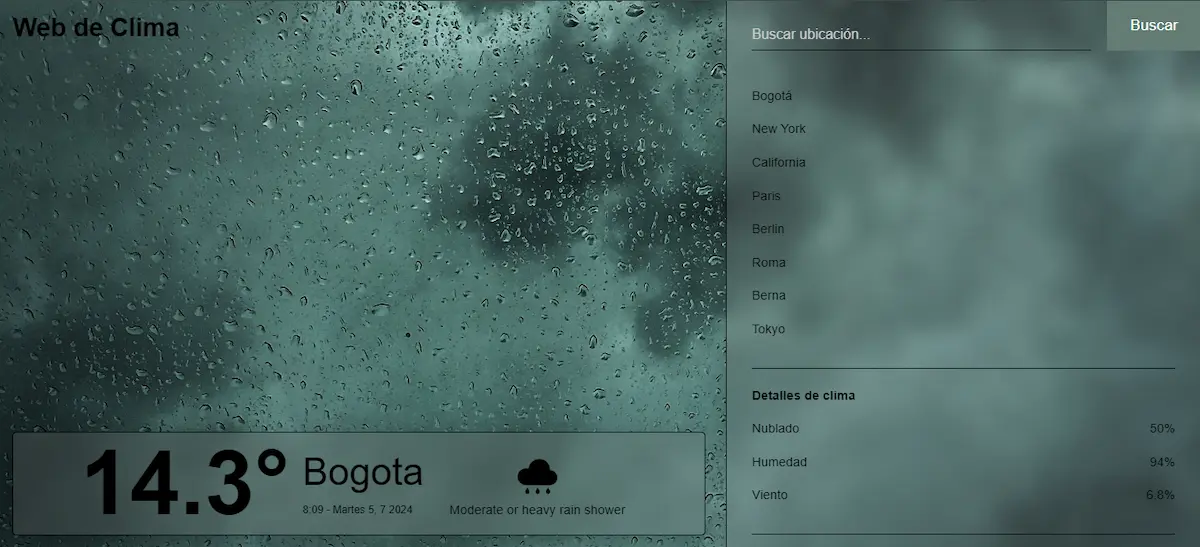 Web de Clima
14.3° Bogota
8:09 - Martes 5, 7 2024
Moderate or heavy rain shower
Buscar ubicación...
Buscar
Bogotá
New York
California
Paris
Berlin
Roma
Berna
Tokyo
Detalles de clima
Nublado 50%
Humedad 94%
Viento 6.8%